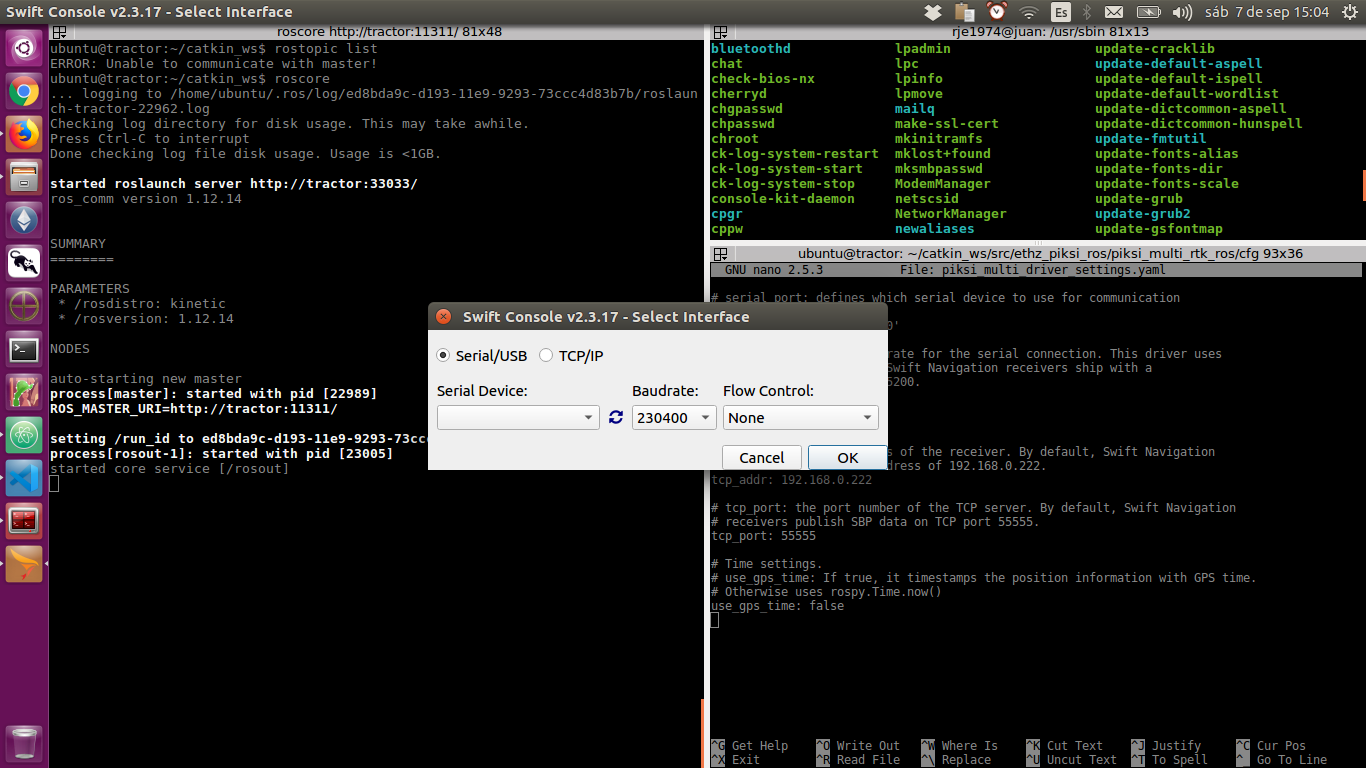 Swift Console v2.3.17 - Select Interface
Es
sáb 7 de sep 15:04
roscore http://tractor:11311/ 81x48
ubuntu@tractor:~/catkin_ws$ rostopic list
ERROR: Unable to communicate with master!
ubuntu@tractor:~/catkin_ws$ roscore
... logging to /home/ubuntu/.ros/log/ed8bda9c-d193-11e9-9293-73ccc4d83b7b/roslaun
ch-tractor-22962.log
Checking log directory for disk usage. This may take awhile.
Press Ctrl-C to interrupt
Done checking log file disk usage. Usage is <1GB.
started roslaunch server http://tractor:33033/
ros_comm version 1.12.14
SUMMARY
========
PARAMETERS
* /rosdistro: kinetic
* /rosversion: 1.12.14
NODES
auto-starting new master
process[master]: started with pid [22989]
ROS_MASTER_URI=http://tractor:11311/
setting /run_id to ed8bda9c-d193-11e9-9293-73ccc
process[rosout-1]: started with pid [23005]
started core service [/rosout]
rje1974@juan: /usr/sbin 81x13
bluetoothd lpadmin update-cracklib
chat lpc update-default-aspell
check-bios-nx lpinfo update-default-ispell
cherryd lpmove update-default-wordlist
chgpasswd mailq update-dictcommon-aspell
chpasswd make-ssl-cert update-dictcommon-hunspell
chroot mkinitramfs update-fmtutil
ck-log-system-restart mklost+found update-fonts-alias
ck-log-system-start mksmbpasswd update-fonts-dir
ck-log-system-stop ModemManager update-fonts-scale
console-kit-daemon netscsid update-grub
cpgr NetworkManager update-grub2
cppw newaliases update-gsfontmap
ubuntu@tractor: ~/catkin_ws/src/ethz_piksi_ros/piksi_multi_rtk_ros/cfg 93x36
GNU nano 2.5.3 File: piksi_multi_driver_settings.yaml
# serial_port: defines which serial device to use for communication
0'
rate for the serial connection. This driver uses
Swift Navigation receivers ship with a
5200.
s of the receiver. By default, Swift Navigation
dress of 192.168.0.222.
tcp_addr: 192.168.0.222
# tcp_port: the port number of the TCP server. By default, Swift Navigation
# receivers publish SBP data on TCP port 55555.
tcp_port: 55555
# Time settings.
# use_gps_time: If true, it timestamps the position information with GPS time.
# Otherwise uses rospy.Time.now()
use_gps_time: false
^G Get Help ^O Write Out ^W Where Is ^K Cut Text ^J Justify ^C Cur Pos
^X Exit ^R Read File ^\ Replace ^U Uncut Text ^T To Spell ^_ Go To Line
Swift Console v2.3.17 - Select Interface
Serial/USB TCP/IP
Serial Device: Baudrate: Flow Control:
230400 None
Cancel OK